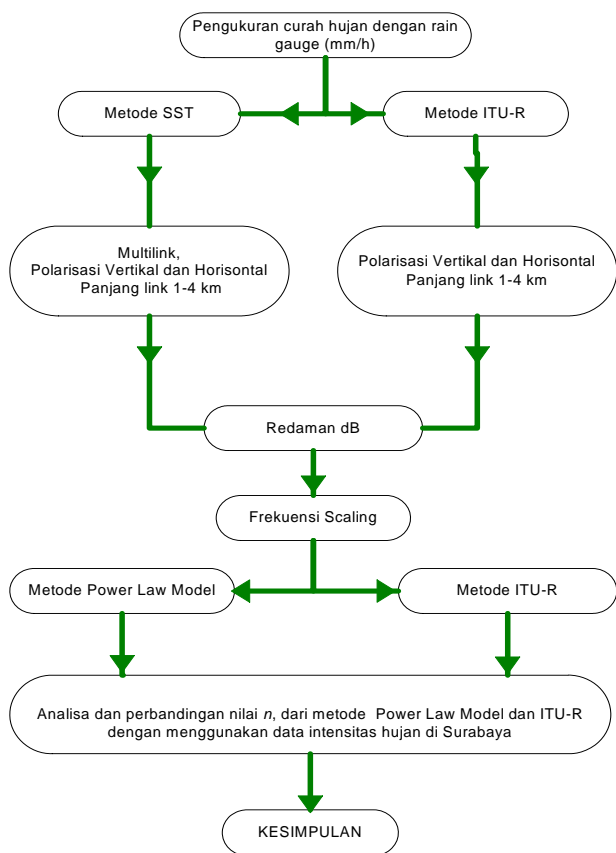 Pengukuran curah hujan dengan rain
gauge (mm/h)
Metode SST
Metode ITU-R
Multilink,
Polarisasi Vertikal dan Horisontal
Panjang link 1-4 km
Polarisasi Vertikal dan Horisontal
Panjang link 1-4 km
Redaman dB
Frekuensi Scaling
Metode Power Law Model
Metode ITU-R
Analisa dan perbandingan nilai n, dari metode Power Law Model dan ITU-R
dengan menggunakan data intensitas hujan di Surabaya
KESIMPULAN